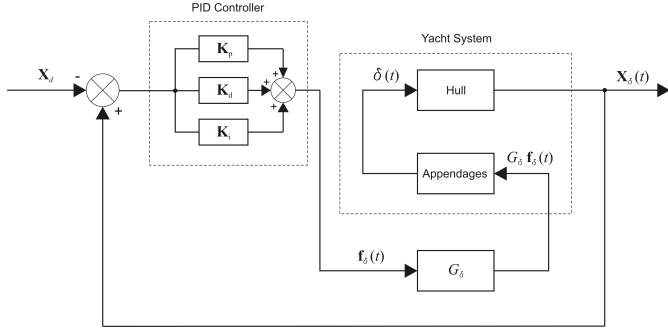 PID Controller
Yacht System
X_d
-
+
K_p
K_d
K_i
+
+
+
δ(t)
Hull
X_δ(t)
Appendages
G_δ f_δ(t)
f_δ(t)
G_δ